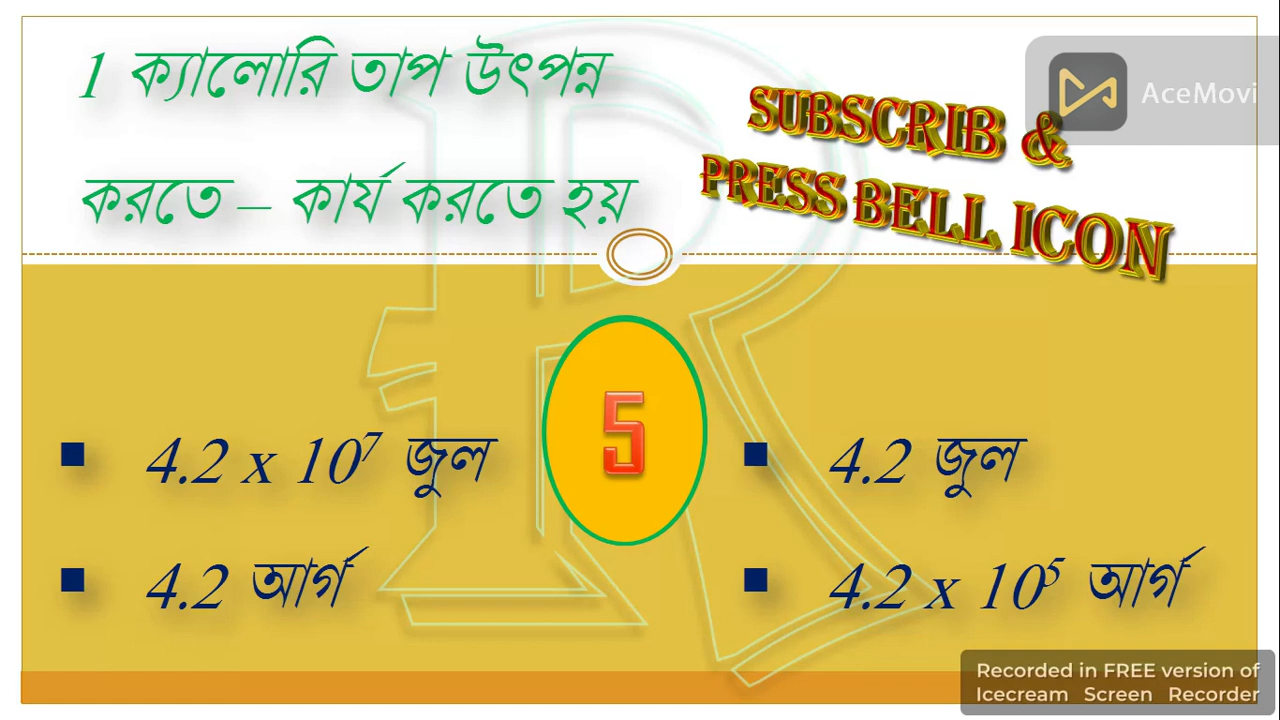 1 ক্যালোরি তাপ উৎপন্ন
করতে – কার্য করতে হয়
AceMovi
SUBSCRIB &
PRESS BELL ICON
4.2 x 10⁷ জুল
4.2 জুল
5
4.2 আর্গ
4.2 x 10⁵ আর্গ
Recorded in FREE version of
Icecream Screen Recorder